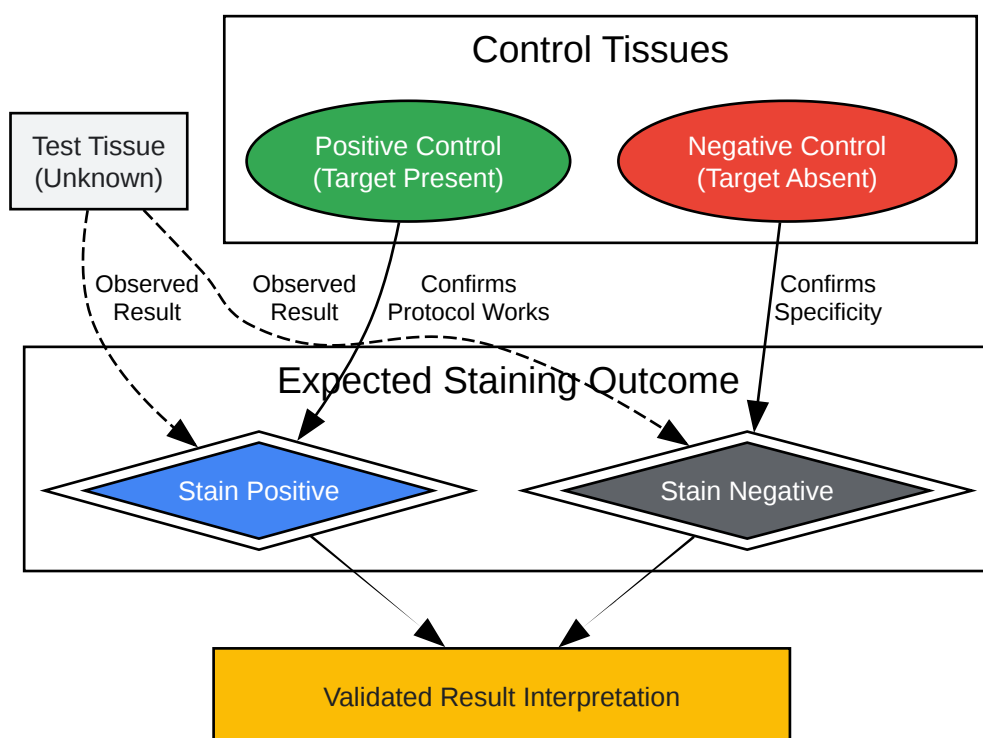 Control Tissues
Test Tissue
(Unknown)
Positive Control
(Target Present)
Negative Control
(Target Absent)
Observed
Result
Observed
Result
Confirms
Protocol Works
Confirms
Specificity
Expected Staining Outcome
Stain Positive
Stain Negative
Validated Result Interpretation